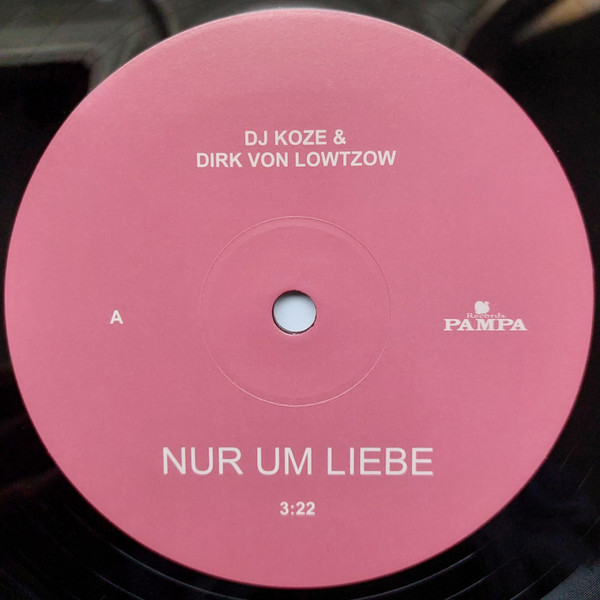 DJ KOZE &
DIRK VON LOWTZOW
A
Records
PAMPA
NUR UM LIEBE
3:22